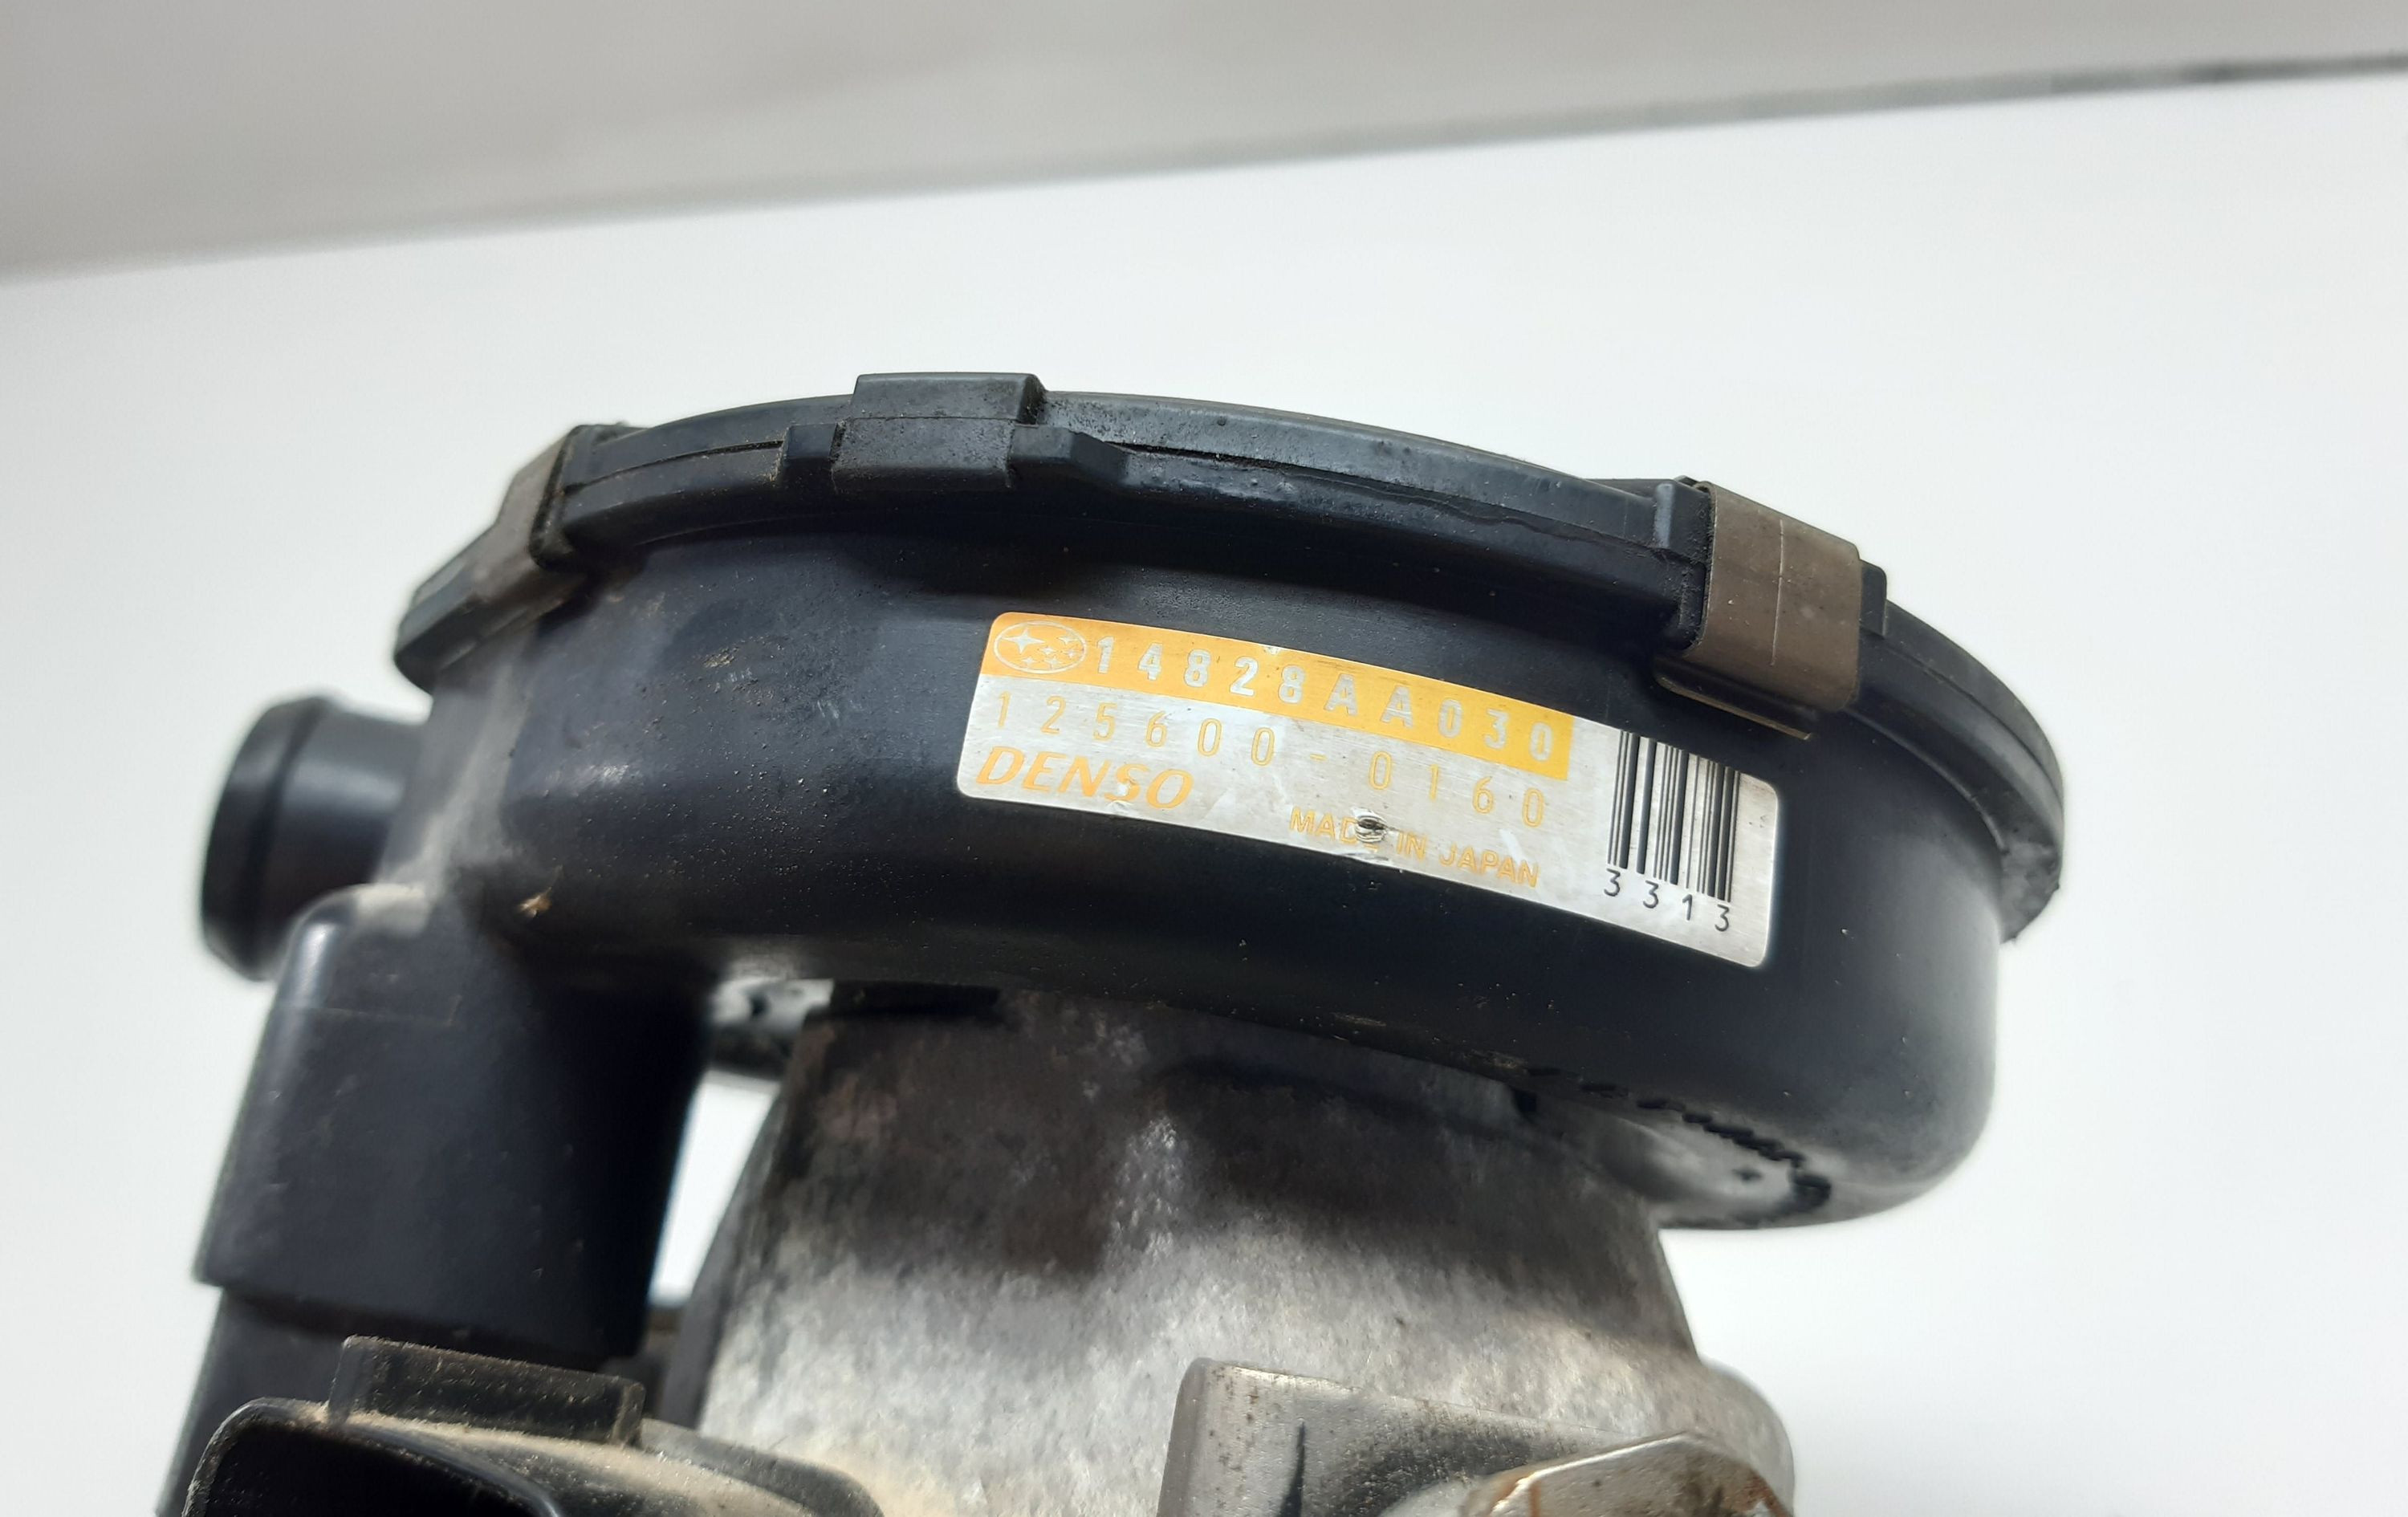 14828AA030
125600-0160
DENSO
MADE IN JAPAN
3313